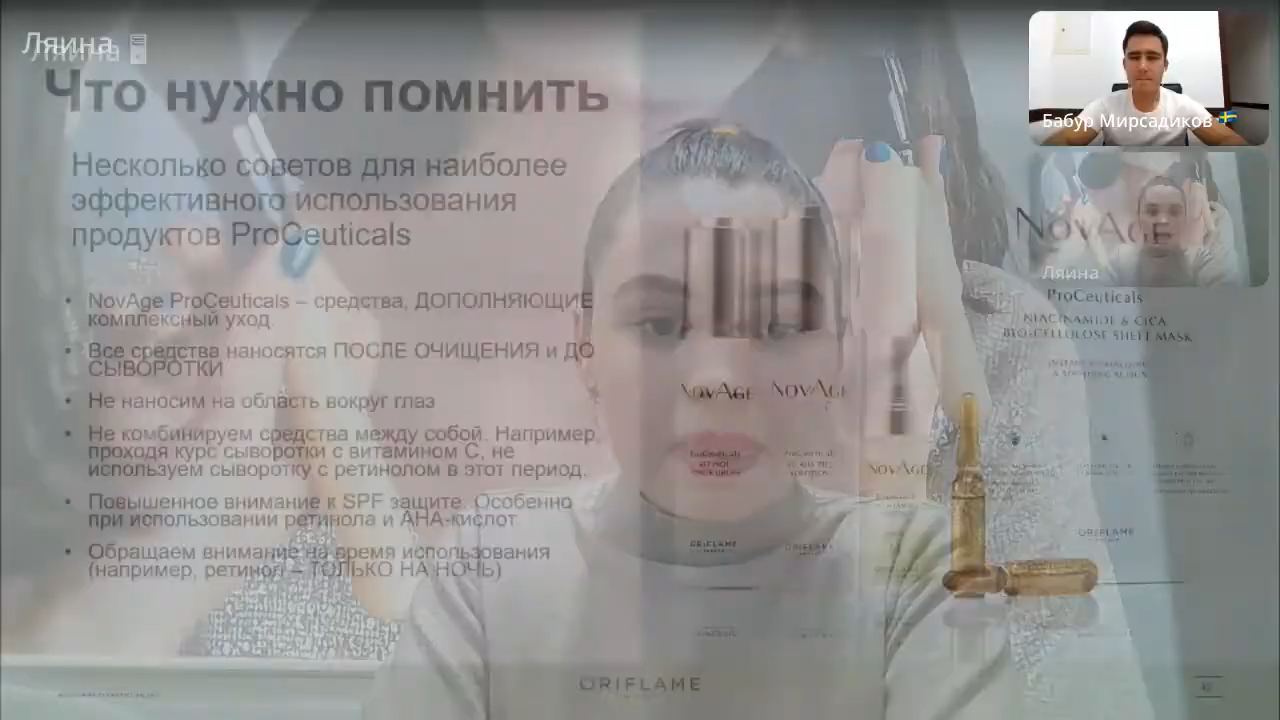 Ляина
Ляина
Что нужно помнить
Несколько советов для наиболее
эффективного использования
продуктов ProCeuticals
• NovAge ProCeuticals – средства, ДОПОЛНЯЮЩИЕ
комплексный уход.
• Все средства наносятся ПОСЛЕ ОЧИЩЕНИЯ и ДО
СЫВОРОТКИ
• Не наносим на область вокруг глаз
• Не комбинируем средства между собой. Например,
проходя курс сыворотки с витамином С, не
используем сыворотку с ретинолом в этот период.
• Повышенное внимание к SPF защите. Особенно
при использовании ретинола и АНА-кислот
• Обращаем внимание на время использования
(например, ретинол – ТОЛЬКО НА НОЧЬ)
Бабур Мирсадиков
Ляина
NOVAGE
ProCeuticals
NIACINAMIDE & CICA
BIO-CELLULOSE SHEET MASK
NOVAGE
NOVAGE
NOVAGE
ORIFLAME
ORIFLAME
ORIFLAME
ORIFLAME